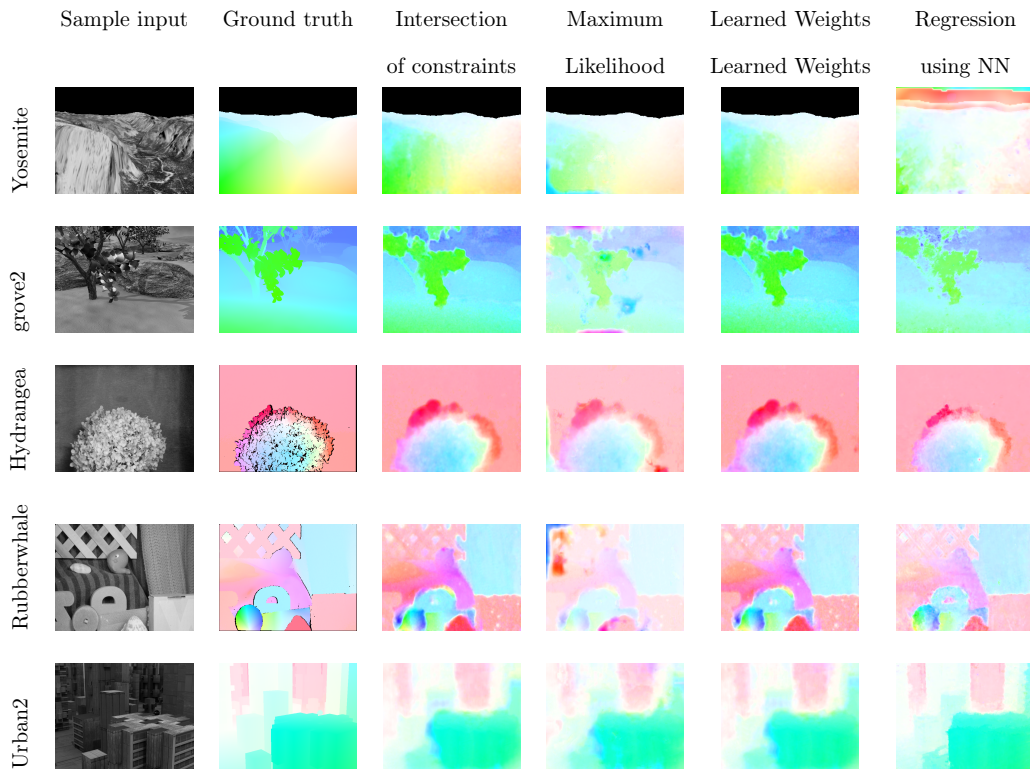 Sample input Ground truth Intersection Maximum Learned Weights Regression
of constraints Likelihood Learned Weights using NN
Yosemite
grove2
Hydrangea
Rubberwhale
Urban2